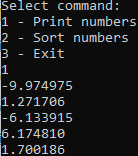 Select command:
1 - Print numbers
2 - Sort numbers
3 - Exit
1
-9.974975
1.271706
-6.133915
6.174810
1.700186